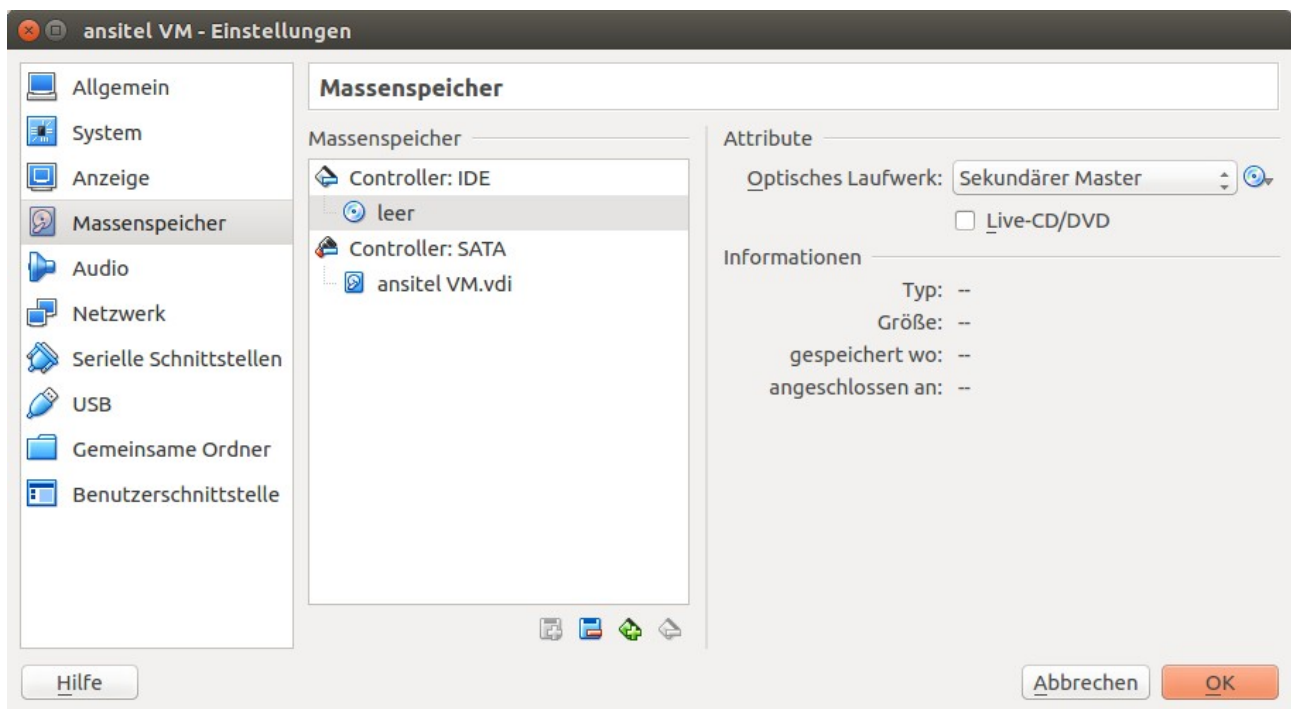 ansitel VM - Einstellungen
Allgemein
System
Anzeige
Massenspeicher
Audio
Netzwerk
Serielle Schnittstellen
USB
Gemeinsame Ordner
Benutzerschnittstelle
Massenspeicher
Massenspeicher
Controller: IDE
leer
Controller: SATA
ansitel VM.vdi
Attribute
Optisches Laufwerk: Sekundärer Master
Live-CD/DVD
Informationen
Typ: --
Größe: --
gespeichert wo: --
angeschlossen an: --
Hilfe
Abbrechen
OK